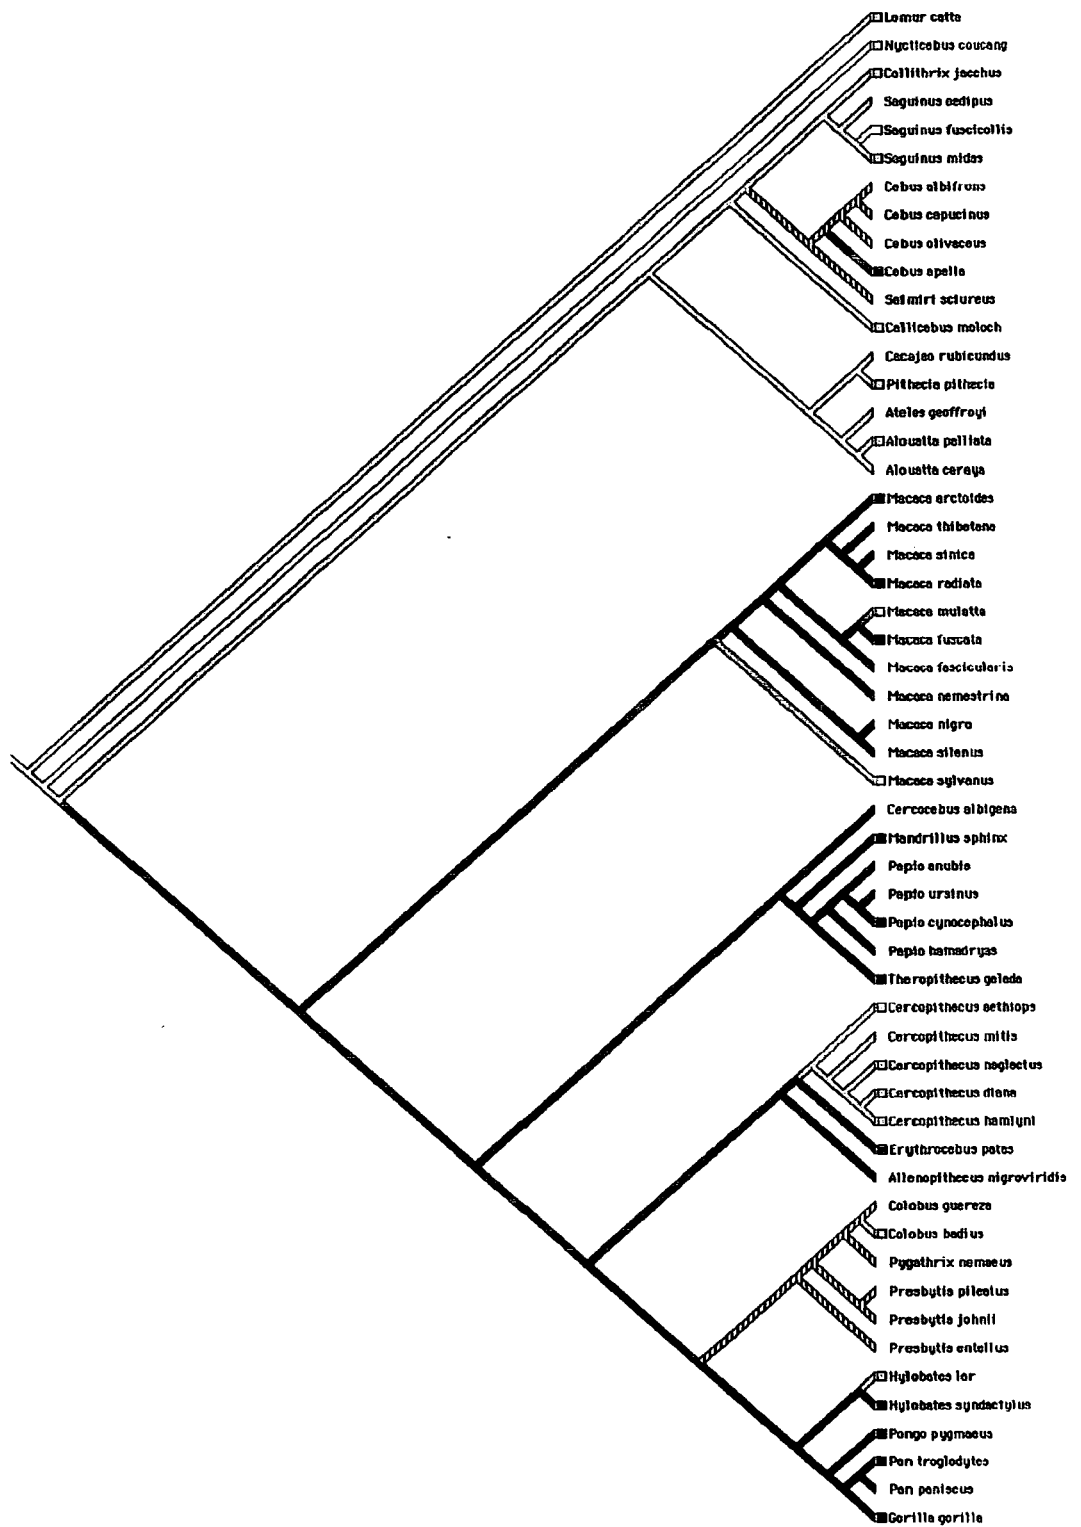 Lemur catta
Nycticebus coucang
Callithrix jacchus
Saguinus oedipus
Saguinus fuscicollis
Saguinus midas
Cebus albifrons
Cebus capucinus
Cebus olivaceus
Cebus apella
Saimiri sciureus
Callicebus moloch
Cacajao rubicundus
Pithecia pithecia
Ateles geoffroyi
Alouatta palliata
Alouatta caraya
Macaca arctoides
Macaca thibetana
Macaca sinica
Macaca radiata
Macaca mulatta
Macaca fuscata
Macaca fascicularis
Macaca nemestrina
Macaca nigra
Macaca silenus
Macaca sylvanus
Cercocebus albigena
Mandrillus sphinx
Papio anubis
Papio ursinus
Papio cynocephalus
Papio hamadryas
Theropithecus gelada
Cercopithecus aethiops
Cercopithecus mitis
Cercopithecus neglectus
Cercopithecus diana
Cercopithecus hamlyni
Erythrocebus patas
Allenopithecus nigroviridis
Colobus guereza
Colobus badius
Pygathrix nemaeus
Presbytis pileatus
Presbytis johnii
Presbytis entellus
Hylobates lar
Hylobates syndactylus
Pongo pygmaeus
Pan troglodytes
Pan paniscus
Gorilla gorilla